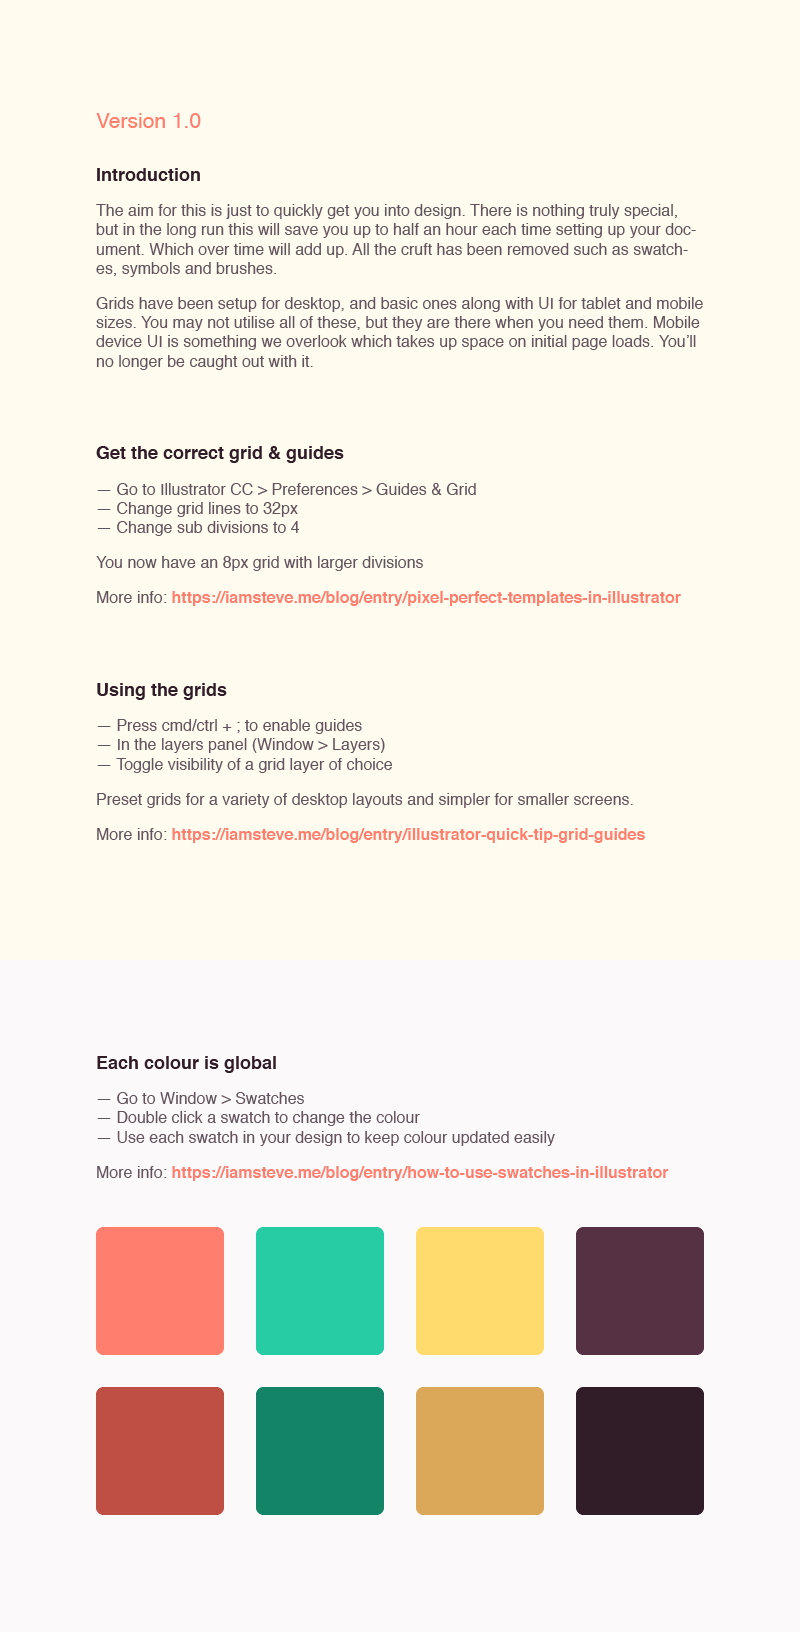 Version 1.0
Introduction
The aim for this is just to quickly get you into design. There is nothing truly special,
but in the long run this will save you up to half an hour each time setting up your doc-
ument. Which over time will add up. All the cruft has been removed such as swatch-
es, symbols and brushes.
Grids have been setup for desktop, and basic ones along with UI for tablet and mobile
sizes. You may not utilise all of these, but they are there when you need them. Mobile
device UI is something we overlook which takes up space on initial page loads. You’ll
no longer be caught out with it.
Get the correct grid & guides
— Go to Illustrator CC > Preferences > Guides & Grid
— Change grid lines to 32px
— Change sub divisions to 4
You now have an 8px grid with larger divisions
More info: https://iamsteve.me/blog/entry/pixel-perfect-templates-in-illustrator
Using the grids
— Press cmd/ctrl + ; to enable guides
— In the layers panel (Window > Layers)
— Toggle visibility of a grid layer of choice
Preset grids for a variety of desktop layouts and simpler for smaller screens.
More info: https://iamsteve.me/blog/entry/illustrator-quick-tip-grid-guides
Each colour is global
— Go to Window > Swatches
— Double click a swatch to change the colour
— Use each swatch in your design to keep colour updated easily
More info: https://iamsteve.me/blog/entry/how-to-use-swatches-in-illustrator